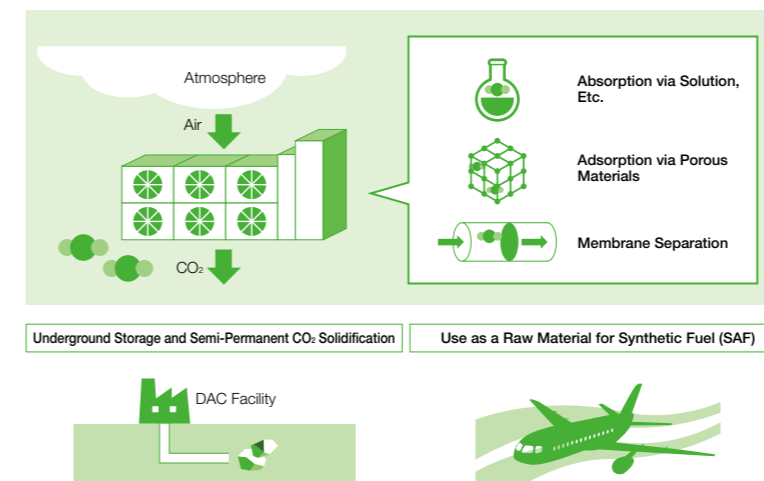 Atmosphere
Air
CO₂
Absorption via Solution,
Etc.
Adsorption via Porous
Materials
Membrane Separation
Underground Storage and Semi-Permanent CO₂ Solidification
Use as a Raw Material for Synthetic Fuel (SAF)
DAC Facility